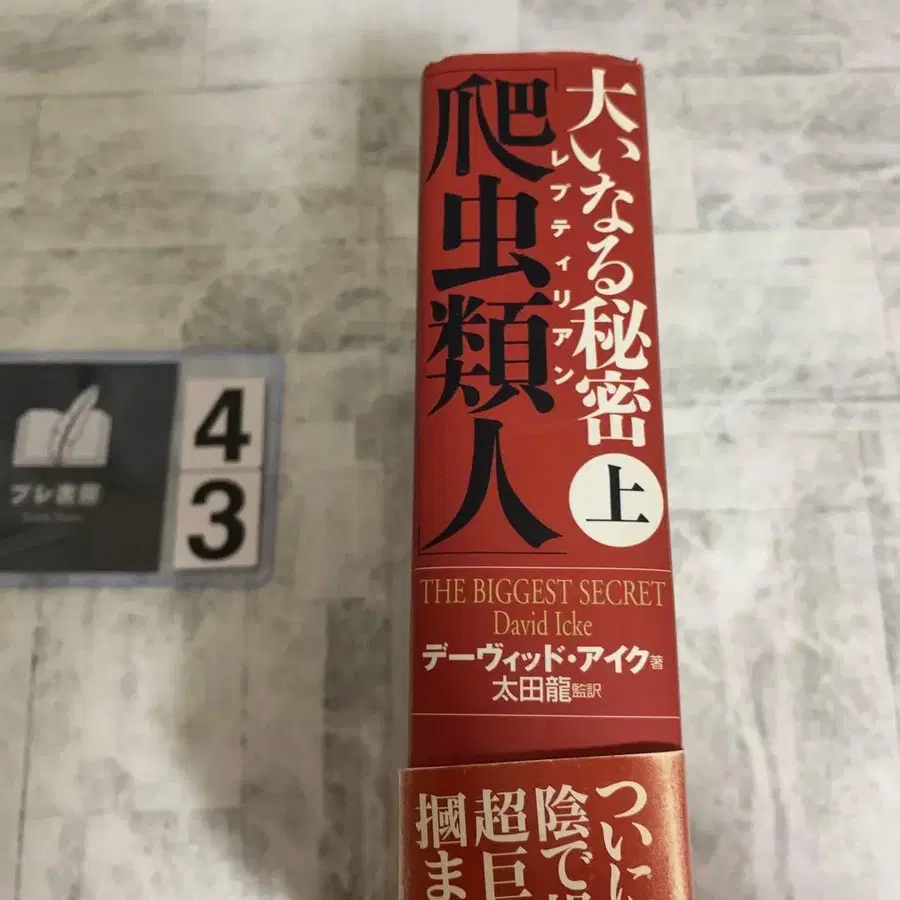 大いなる秘密 上
レプティリアン
「爬虫類人」
THE BIGGEST SECRET
David Icke
デーヴィッド・アイク著
太田龍監訳
ついに
陰で
超巨
摑ま
ブレ書房
4
3